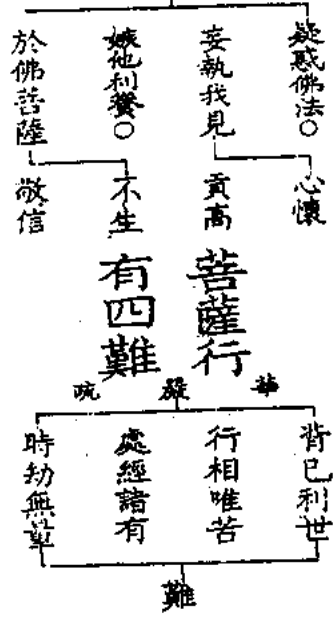 疑惑佛法○
妄執我見
嫉他利養○
於佛菩薩
心懷
貢高
不生
敬信
菩薩行
有四難
華嚴疏
背己利世
行相唯苦
處經諸有
時劫無量
難